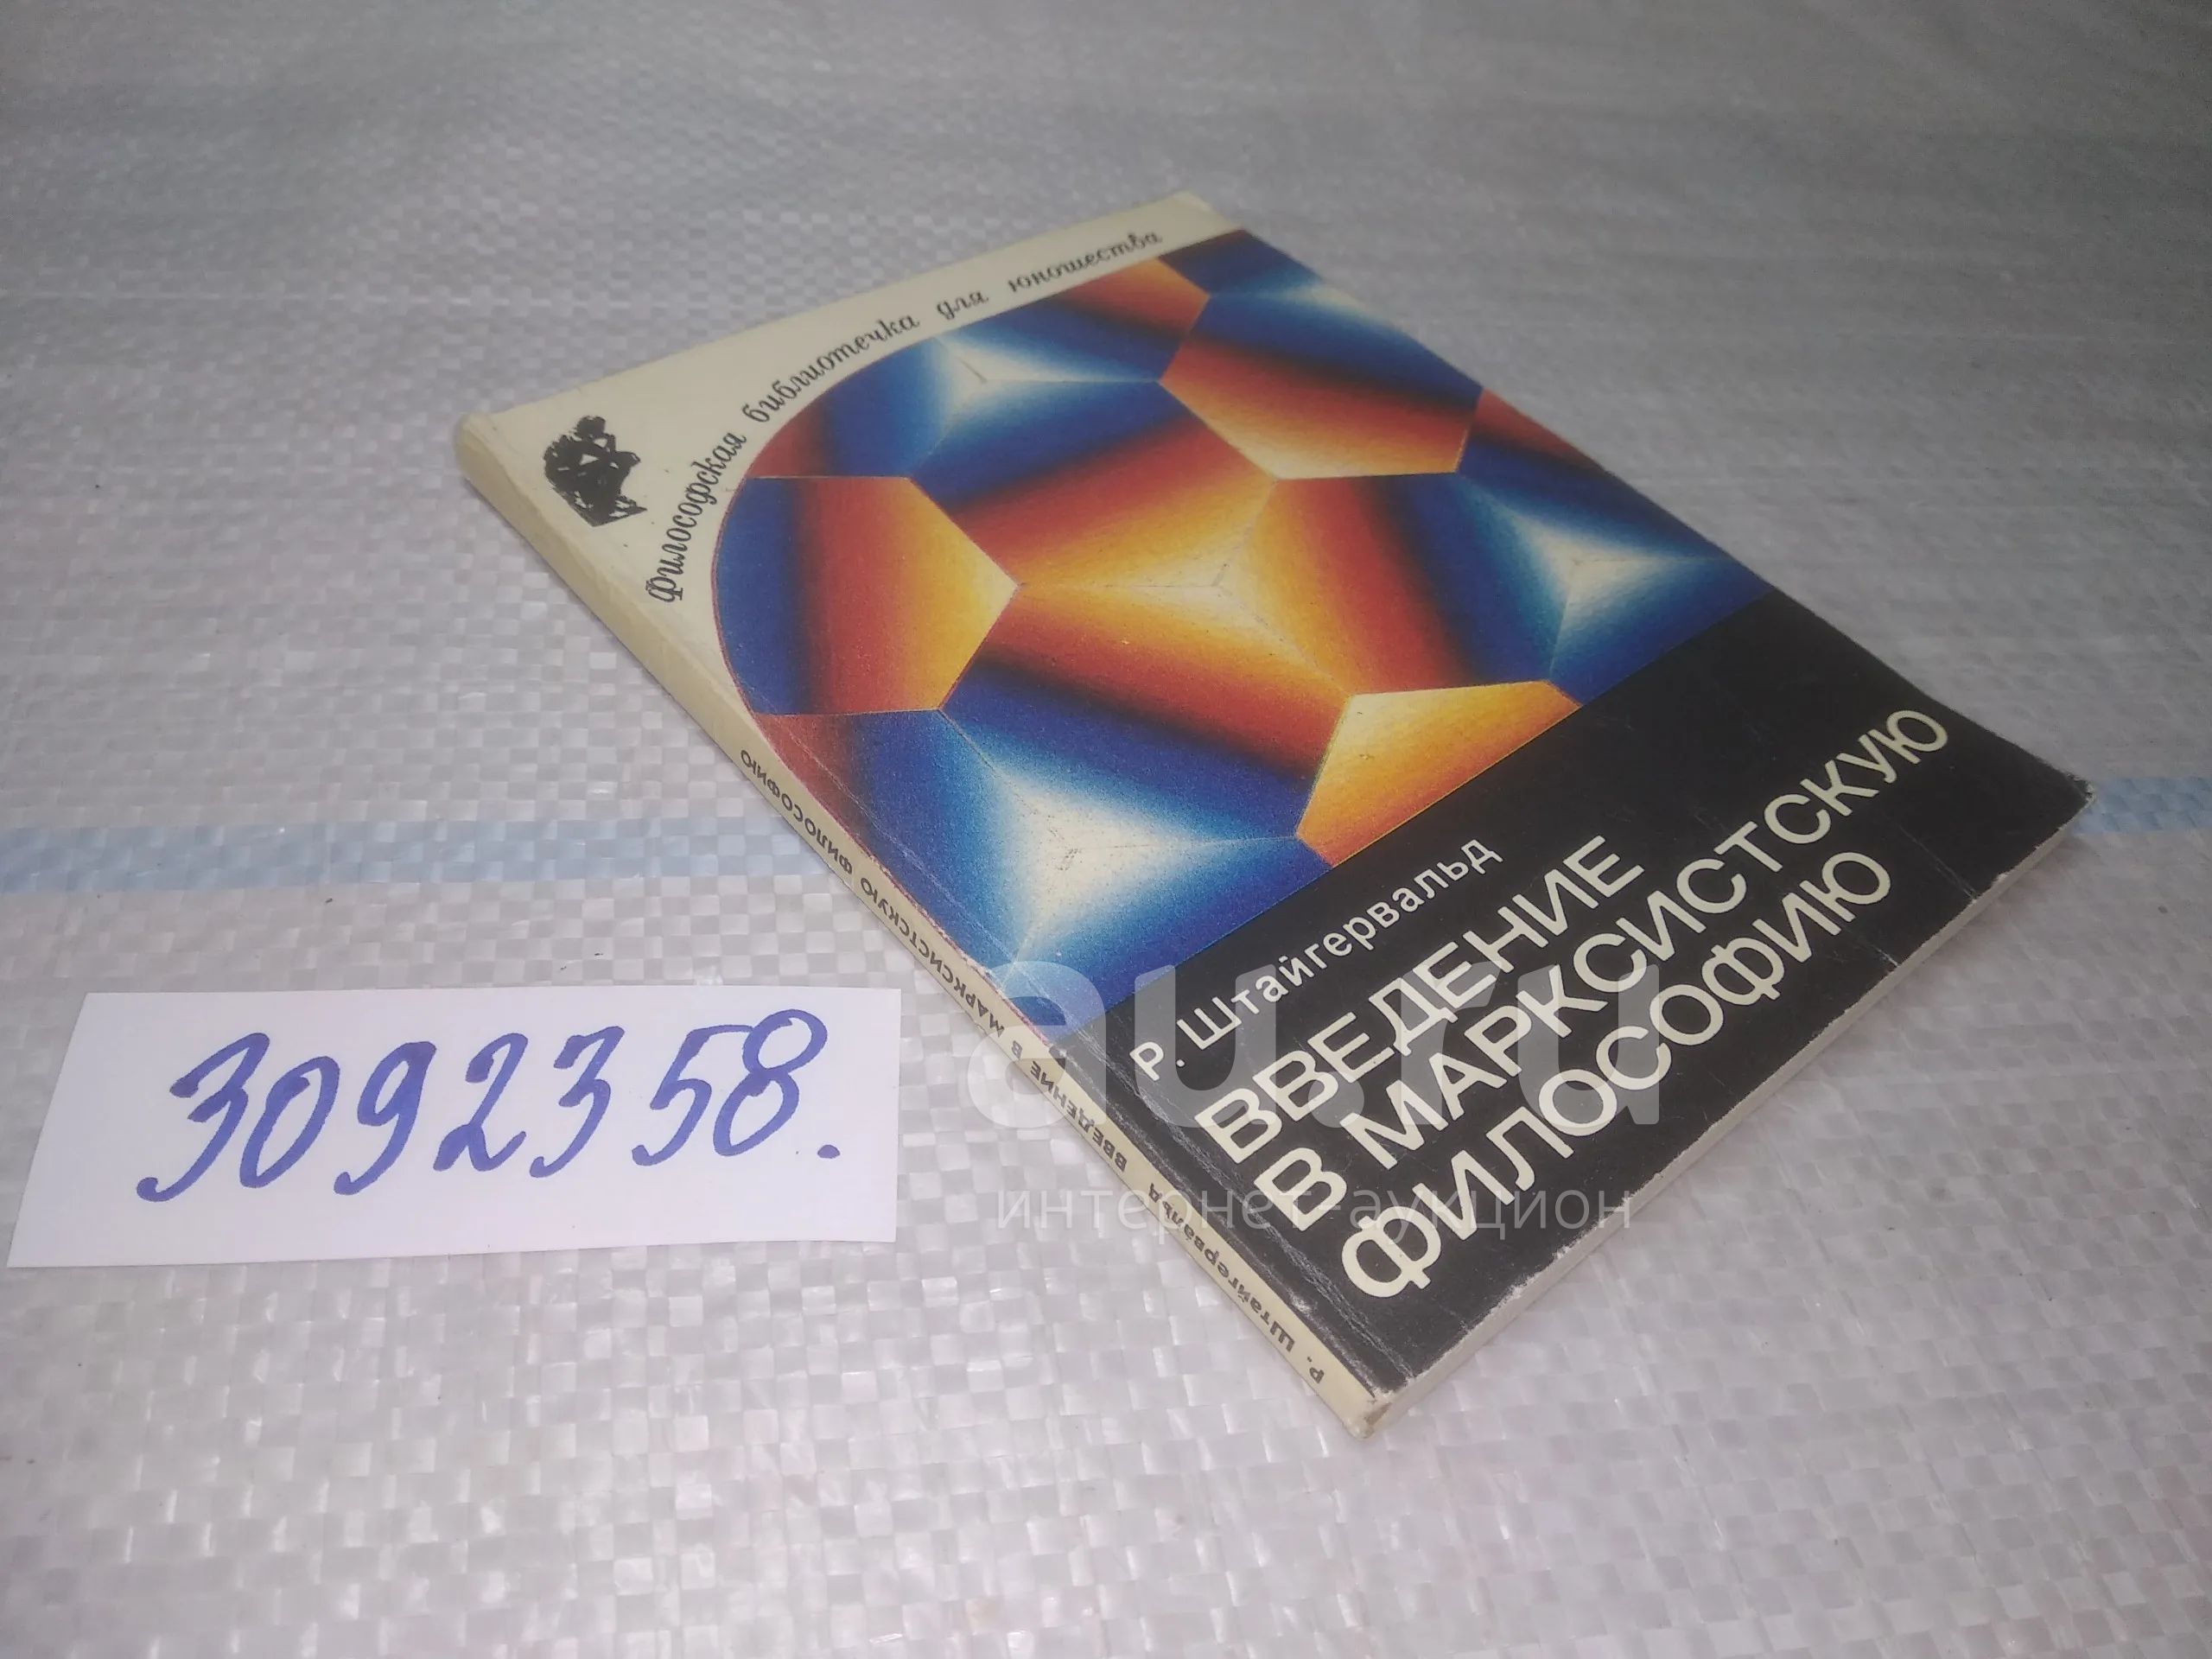 Философская библиотечка для юношества
Р. Штайгервальд
ВВЕДЕНИЕ
В МАРКСИСТСКУЮ
ФИЛОСОФИЮ
Р. Штайгервальд ВВЕДЕНИЕ В МАРКСИСТСКУЮ ФИЛОСОФИЮ
3092358.
au.ru
интернет-аукцион